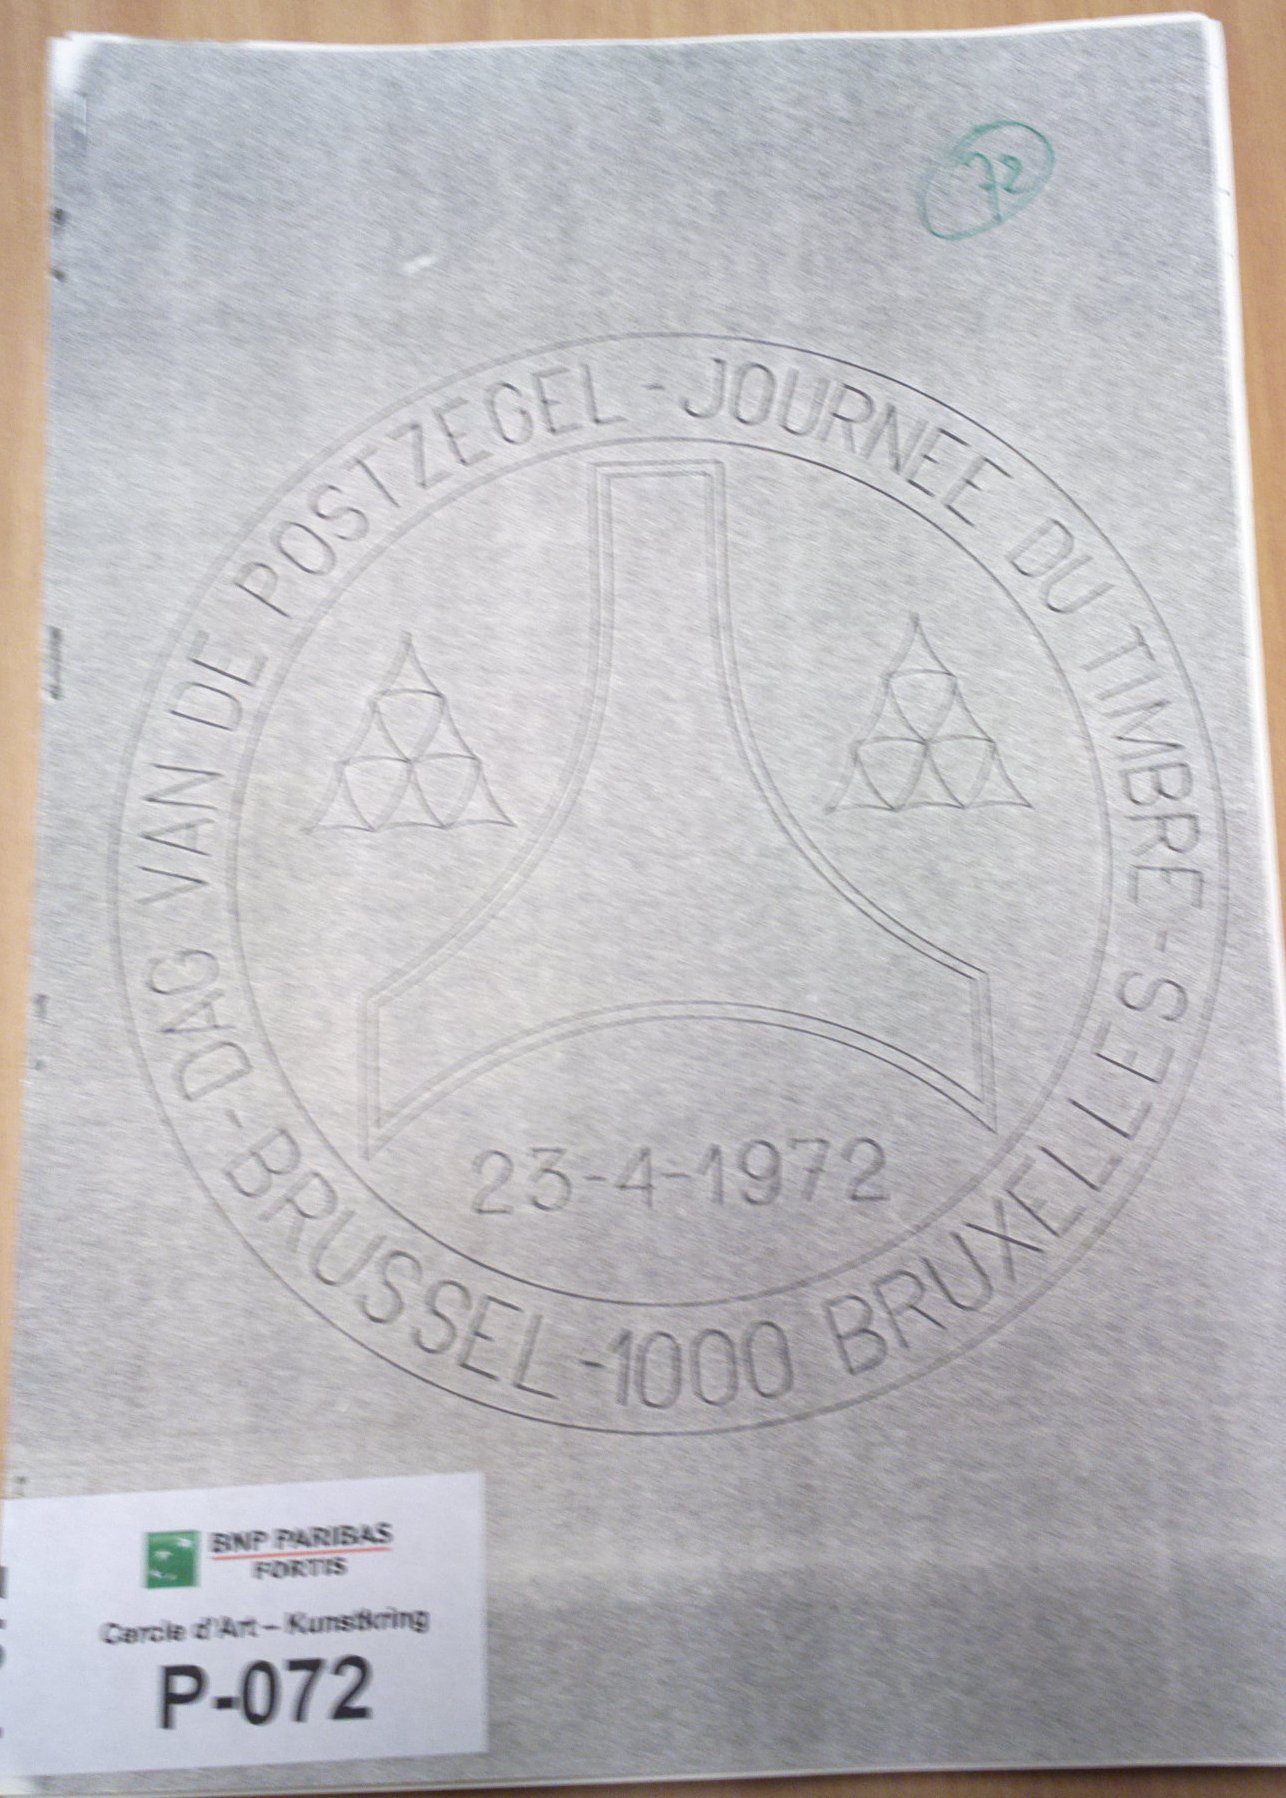 72
DAG VAN DE POSTZEGEL - JOURNEE DU TIMBRE -
BRUSSEL - 1000 BRUXELLES -
23-4-1972
BNP PARIBAS
FORTIS
Cercle d'Art – Kunstkring
P-072